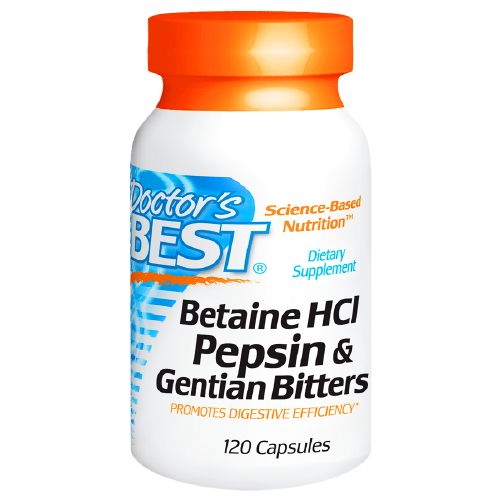 Doctor's
BEST®
Science-Based
Nutrition™
Dietary
Supplement
Betaine HCl
Pepsin &
Gentian Bitters
PROMOTES DIGESTIVE EFFICIENCY*
120 Capsules